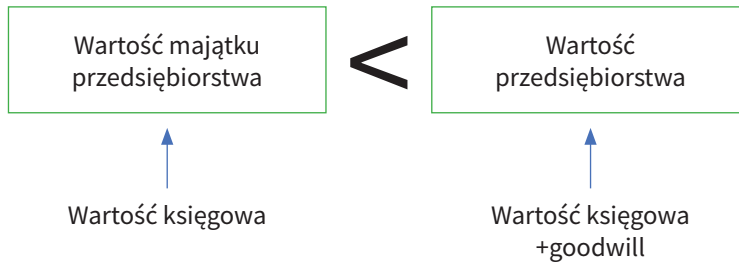 Wartość majątku
przedsiębiorstwa
<
Wartość
przedsiębiorstwa
Wartość księgowa
Wartość księgowa
+goodwill